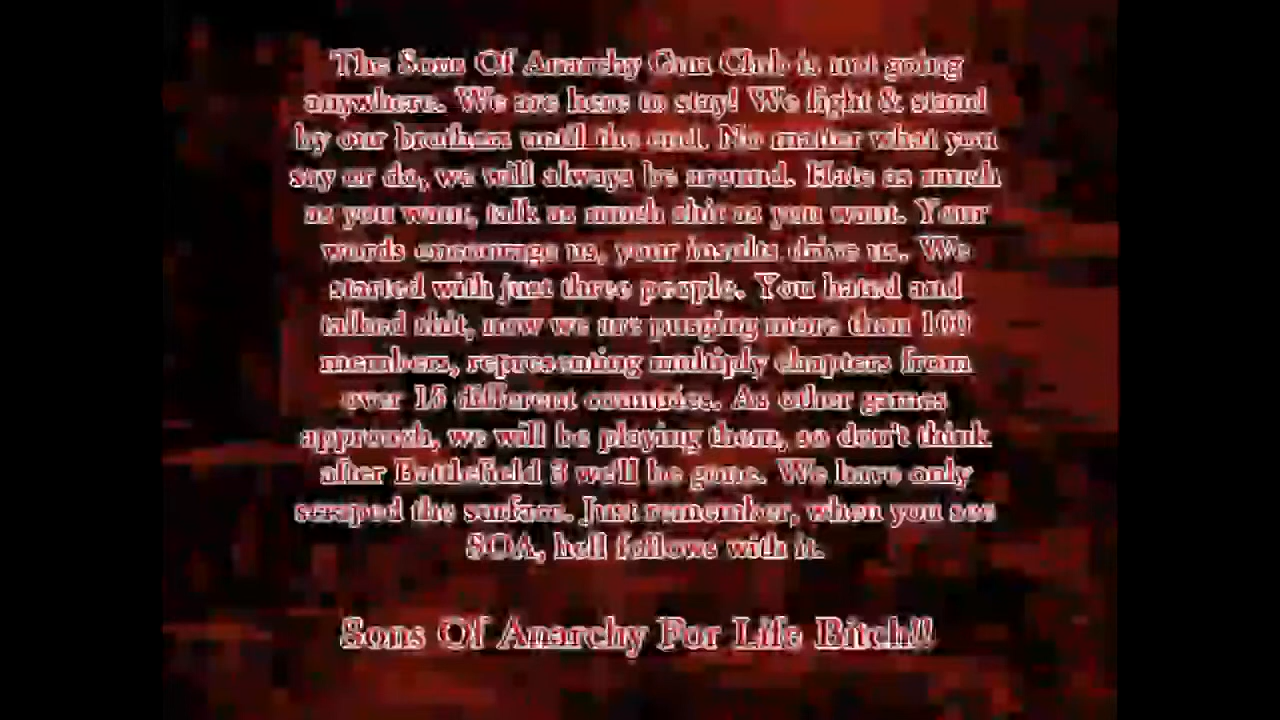 The Sons Of Anarchy Gun Club is not going
anywhere. We are here to stay! We fight & stand
by our brothers until the end. No matter what you
say or do, we will always be around. Hate as much
as you want, talk as much shit as you want. Your
words encourage us, your insults drive us. We
started with just three people. You hated and
talked shit, now we are purging more than 100
members, representing multiply chapters from
over 15 different countries. As other games
approach, we will be playing them, so don't think
after Battlefield 3 we'll be gone. We have only
scraped the surface. Just remember, when you see
SOA, hell follows with it.
Sons Of Anarchy For Life Bitch!!